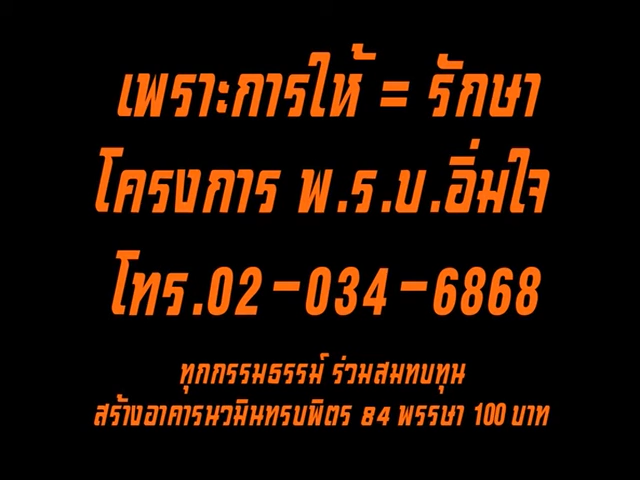 เพราะการให้ = รักษา
โครงการ พ.ร.บ.อิ่มใจ
โทร.02-034-6868
ทุกกรรมธรรม์ ร่วมสมทบทุน
สร้างอาคารนวมินทรบพิตร 84 พรรษา 100 บาท